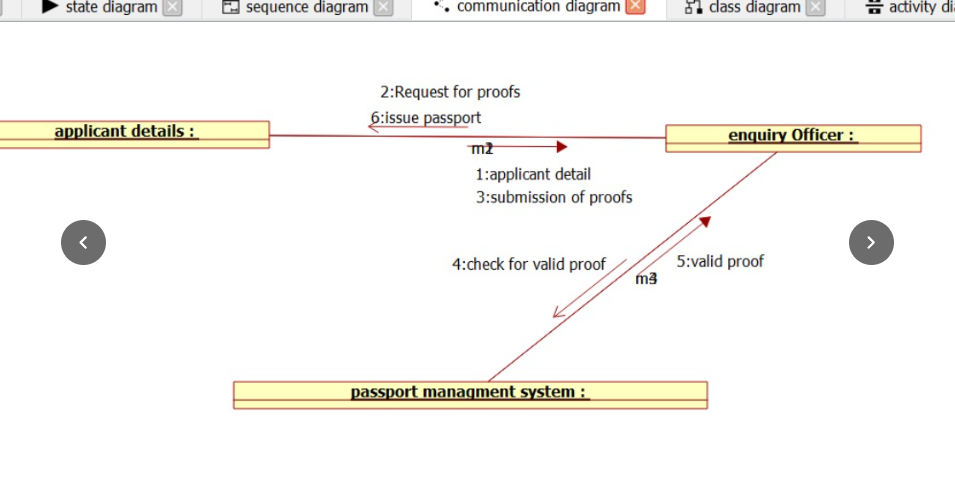 state diagram
sequence diagram
communication diagram
class diagram
activity di
2:Request for proofs
6:issue passport
applicant details :
enquiry Officer :
1:applicant detail
3:submission of proofs
4:check for valid proof
5:valid proof
passport managment system :